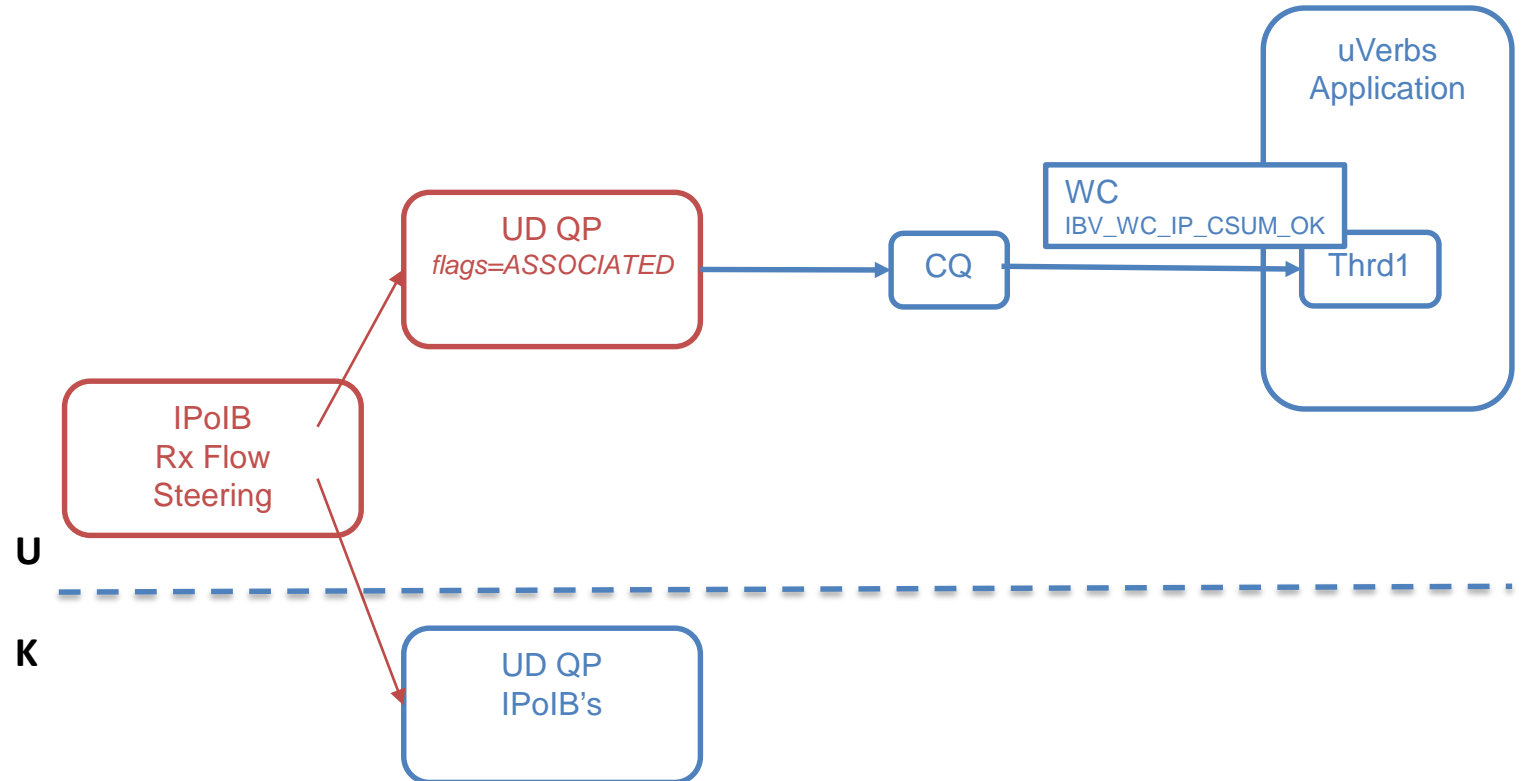 uVerbs
Application
WC
IBV_WC_IP_CSUM_OK
UD QP
flags=ASSOCIATED
CQ
Thrd1
IPoIB
Rx Flow
Steering
U
K
UD QP
IPoIB’s